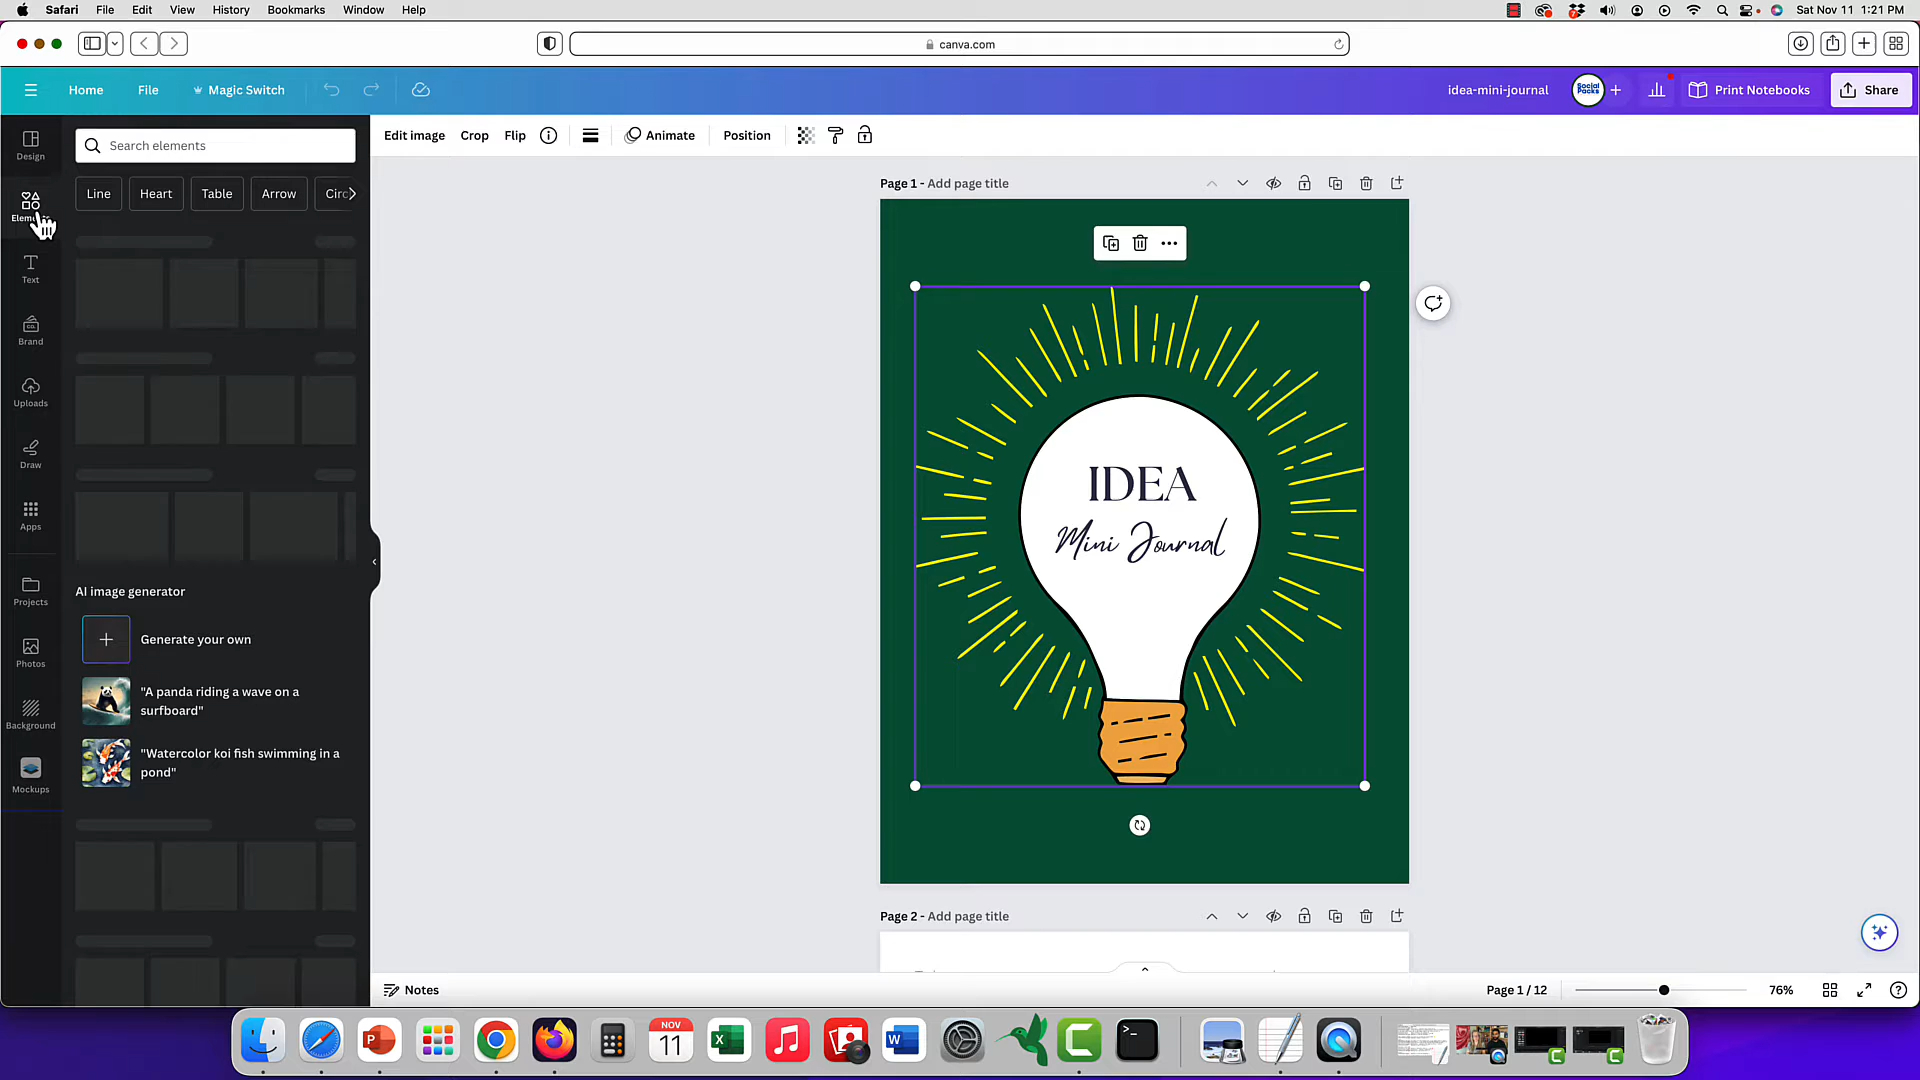 Safari File Edit View History Bookmarks Window Help
Sat Nov 11 1:21 PM
canva.com
Home File Magic Switch
idea-mini-journal
Social Packs
Print Notebooks
Share
Design
Elements
Text
Brand
Uploads
Draw
Apps
Projects
Photos
Background
Mockups
Search elements
Line Heart Table Arrow Circ
AI image generator
Generate your own
"A panda riding a wave on a
surfboard"
"Watercolor koi fish swimming in a
pond"
Edit image Crop Flip Animate Position
Page 1 - Add page title
IDEA
Mini Journal
Page 2 - Add page title
Notes
Page 1 / 12
76%
NOV
11